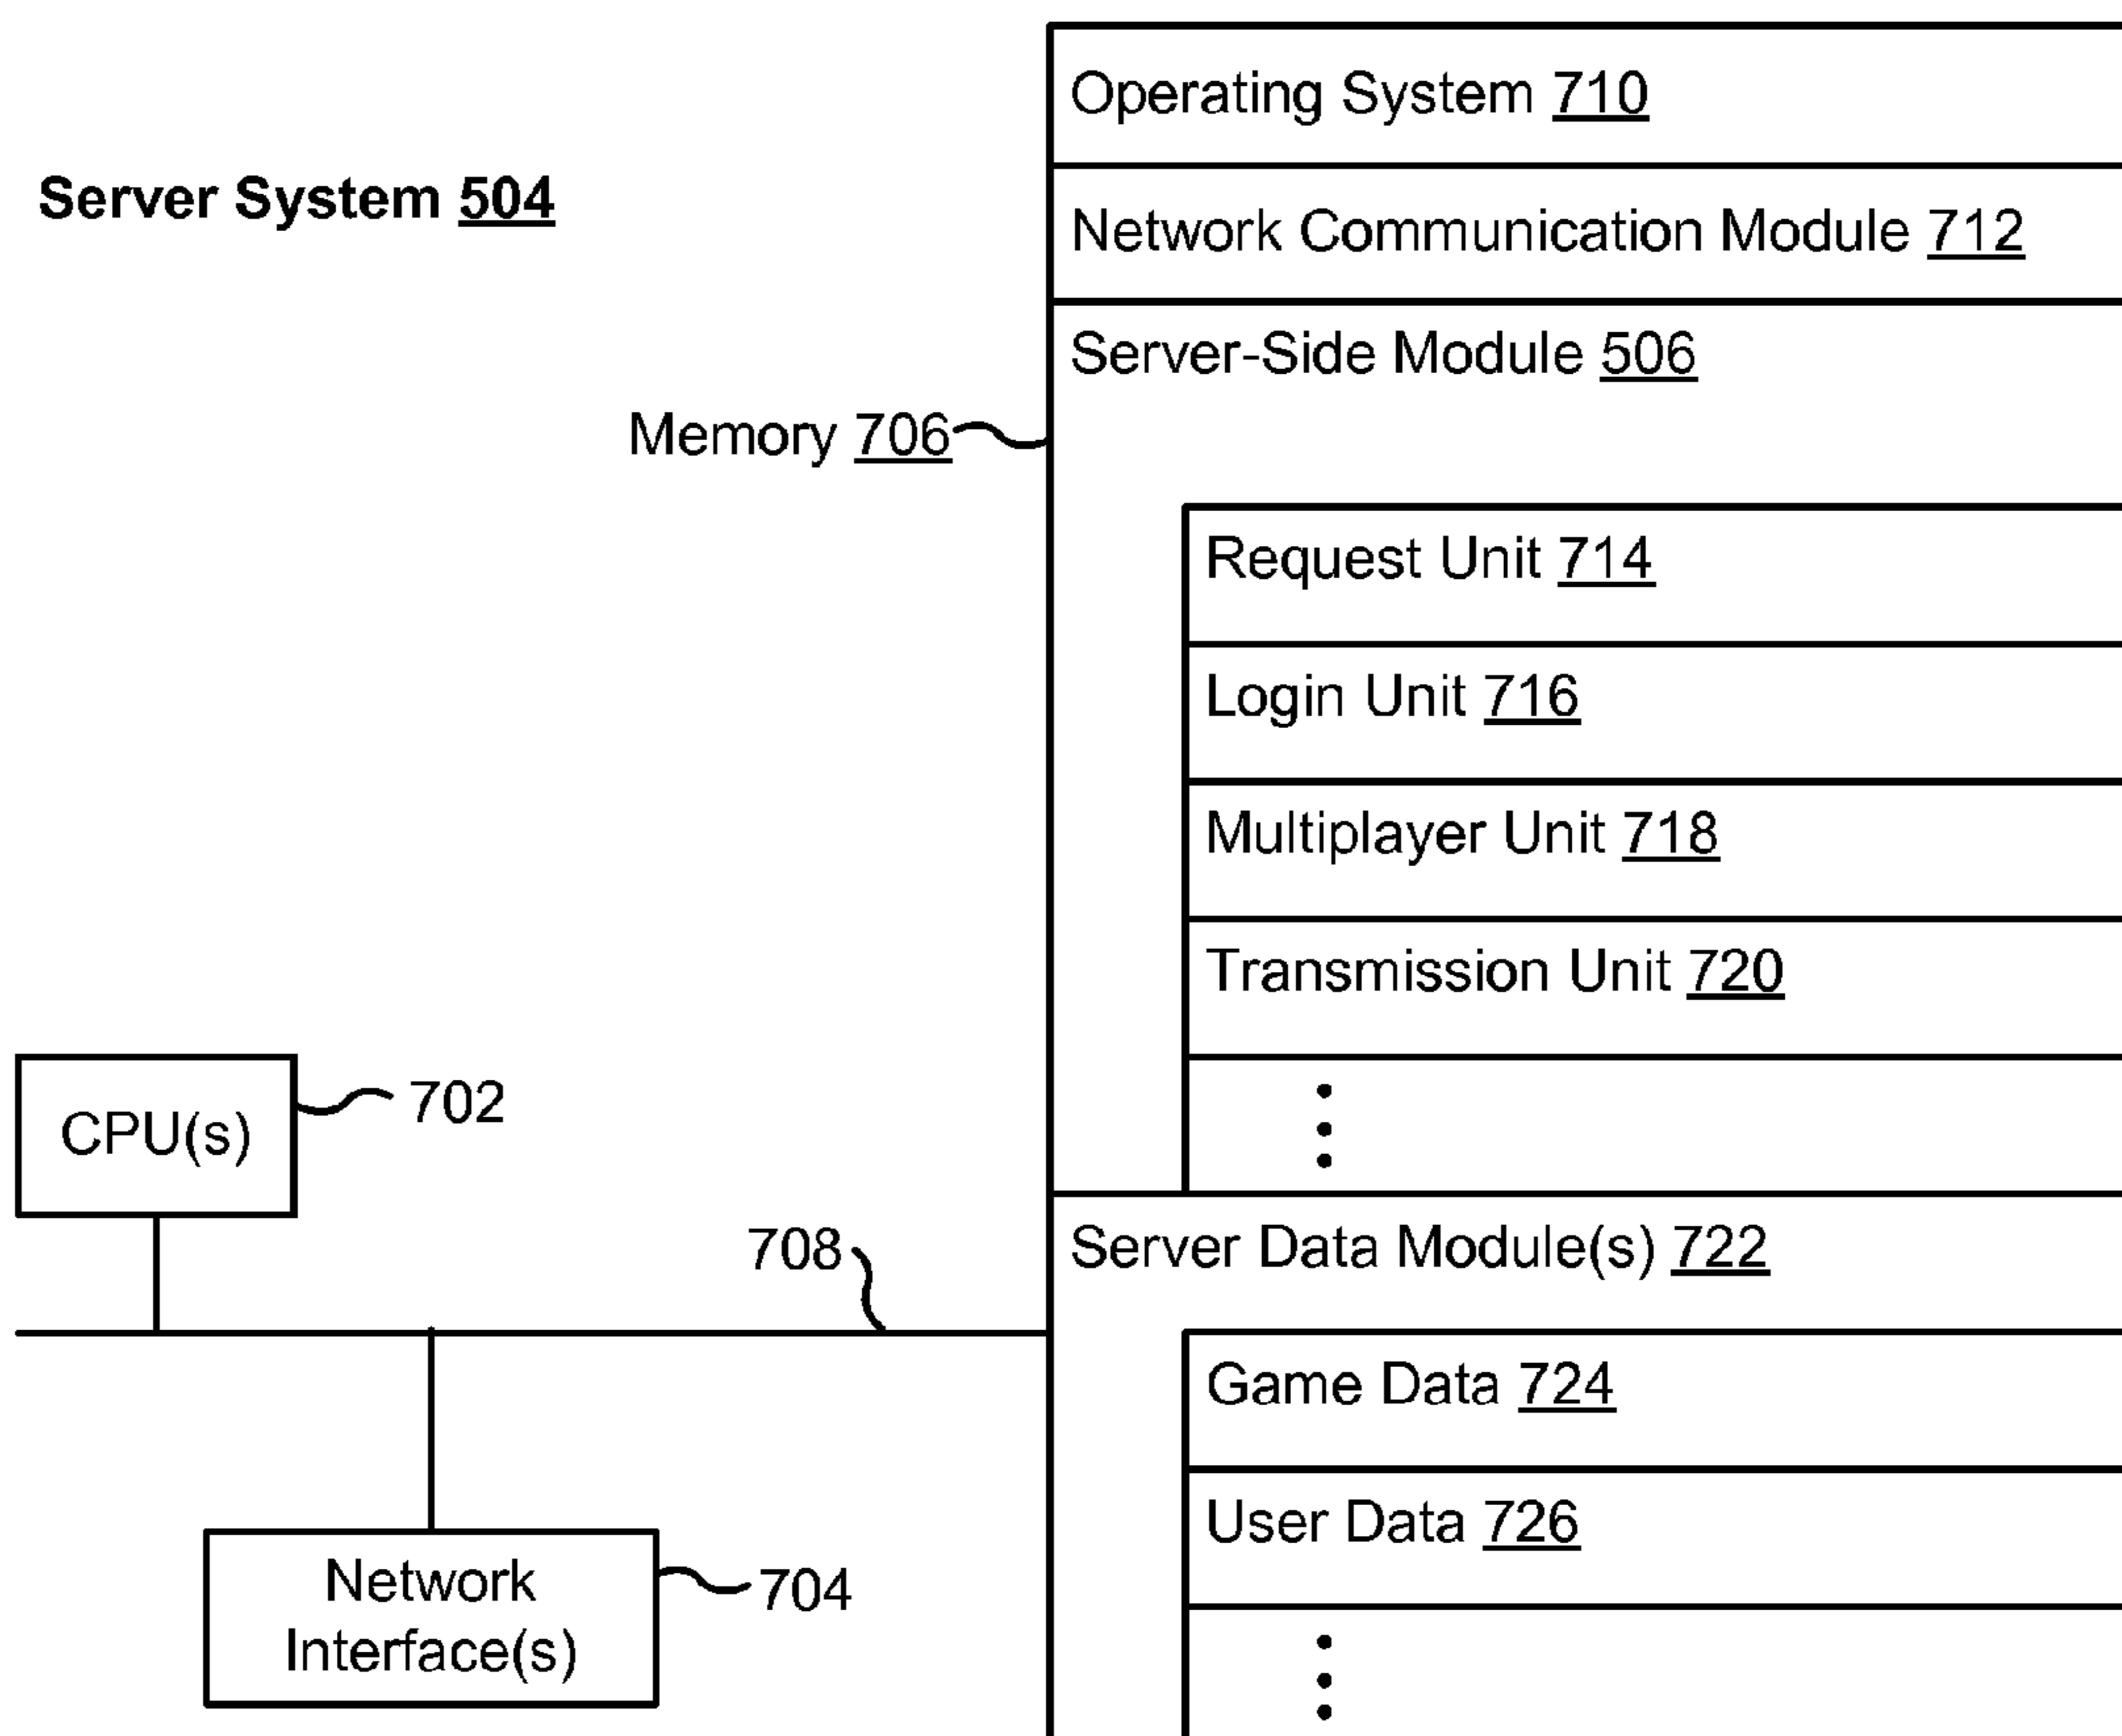 Server System 504
Operating System 710
Network Communication Module 712
Server-Side Module 506
Memory 706
Request Unit 714
Login Unit 716
Multiplayer Unit 718
Transmission Unit 720
CPU(s)
702
708
Server Data Module(s) 722
Game Data 724
User Data 726
Network
Interface(s)
704